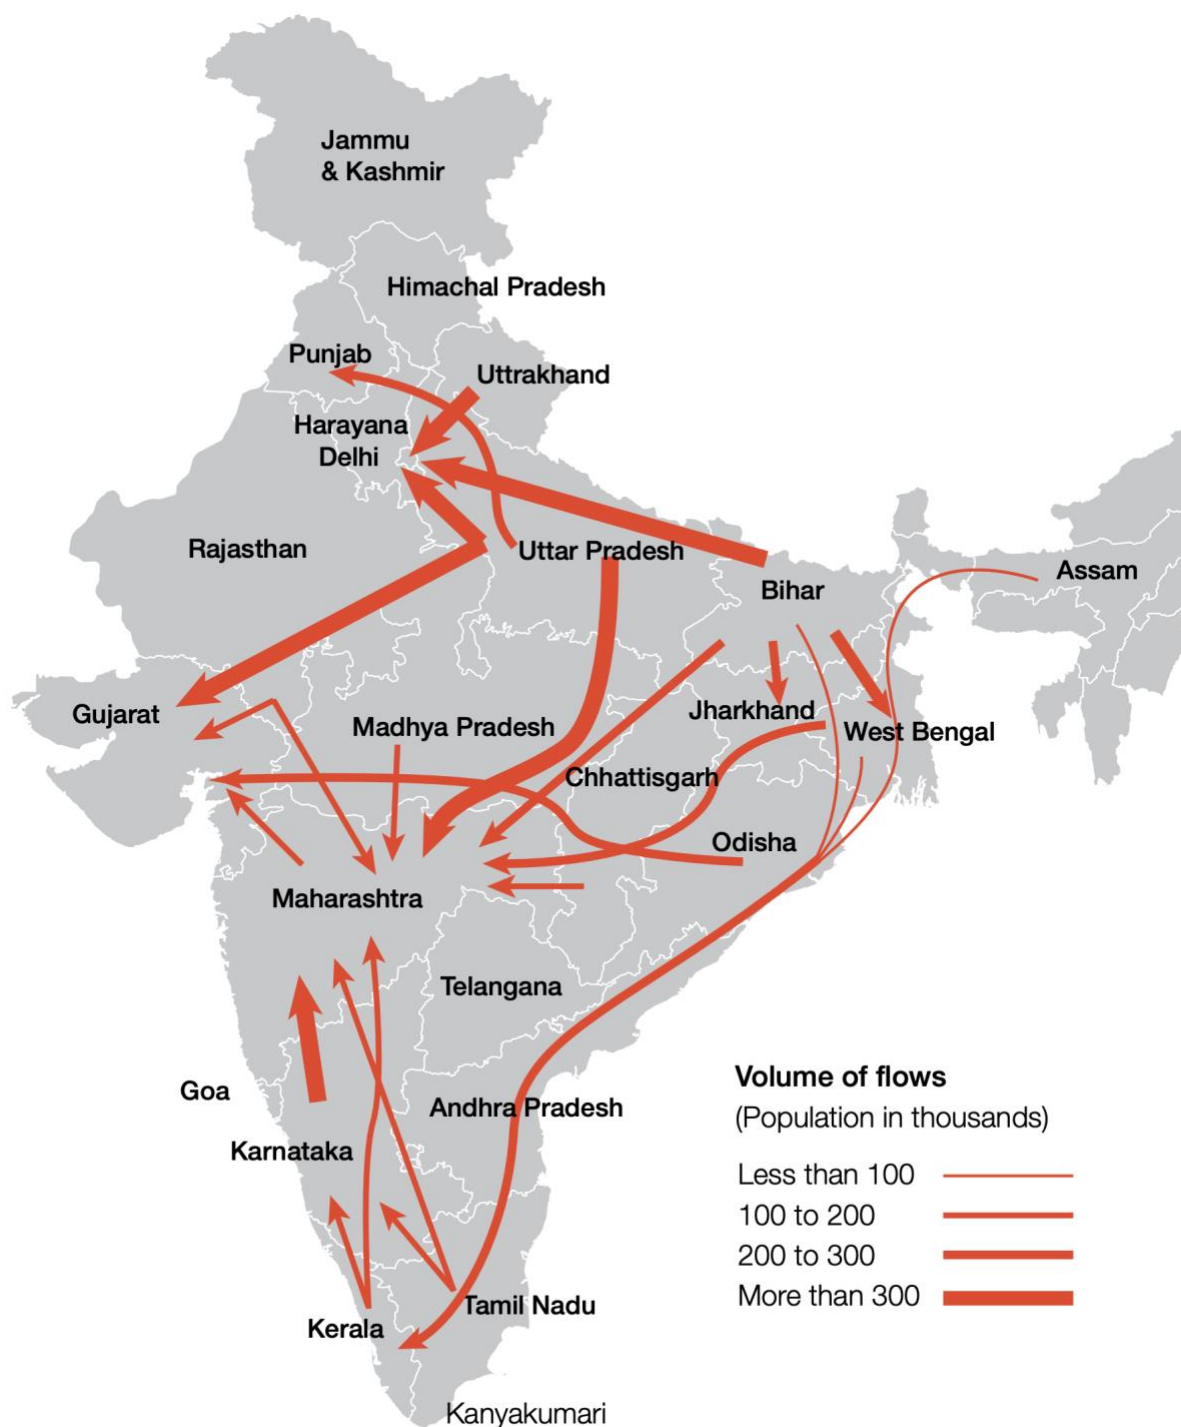 Jammu
& Kashmir
Himachal Pradesh
Punjab
Uttrakhand
Harayana
Delhi
Rajasthan
Uttar Pradesh
Bihar
Assam
Gujarat
Madhya Pradesh
Jharkhand
West Bengal
Chhattisgarh
Odisha
Maharashtra
Telangana
Goa
Andhra Pradesh
Karnataka
Tamil Nadu
Kerala
Kanyakumari
Volume of flows
(Population in thousands)
Less than 100
100 to 200
200 to 300
More than 300